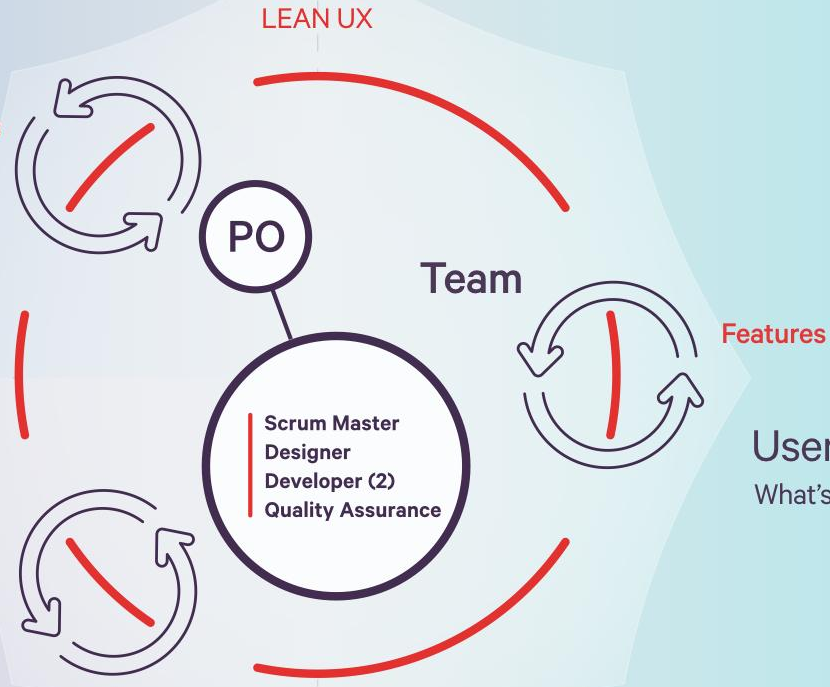 LEAN UX
PO
Team
Features
Scrum Master
Designer
Developer (2)
Quality Assurance
User
What's